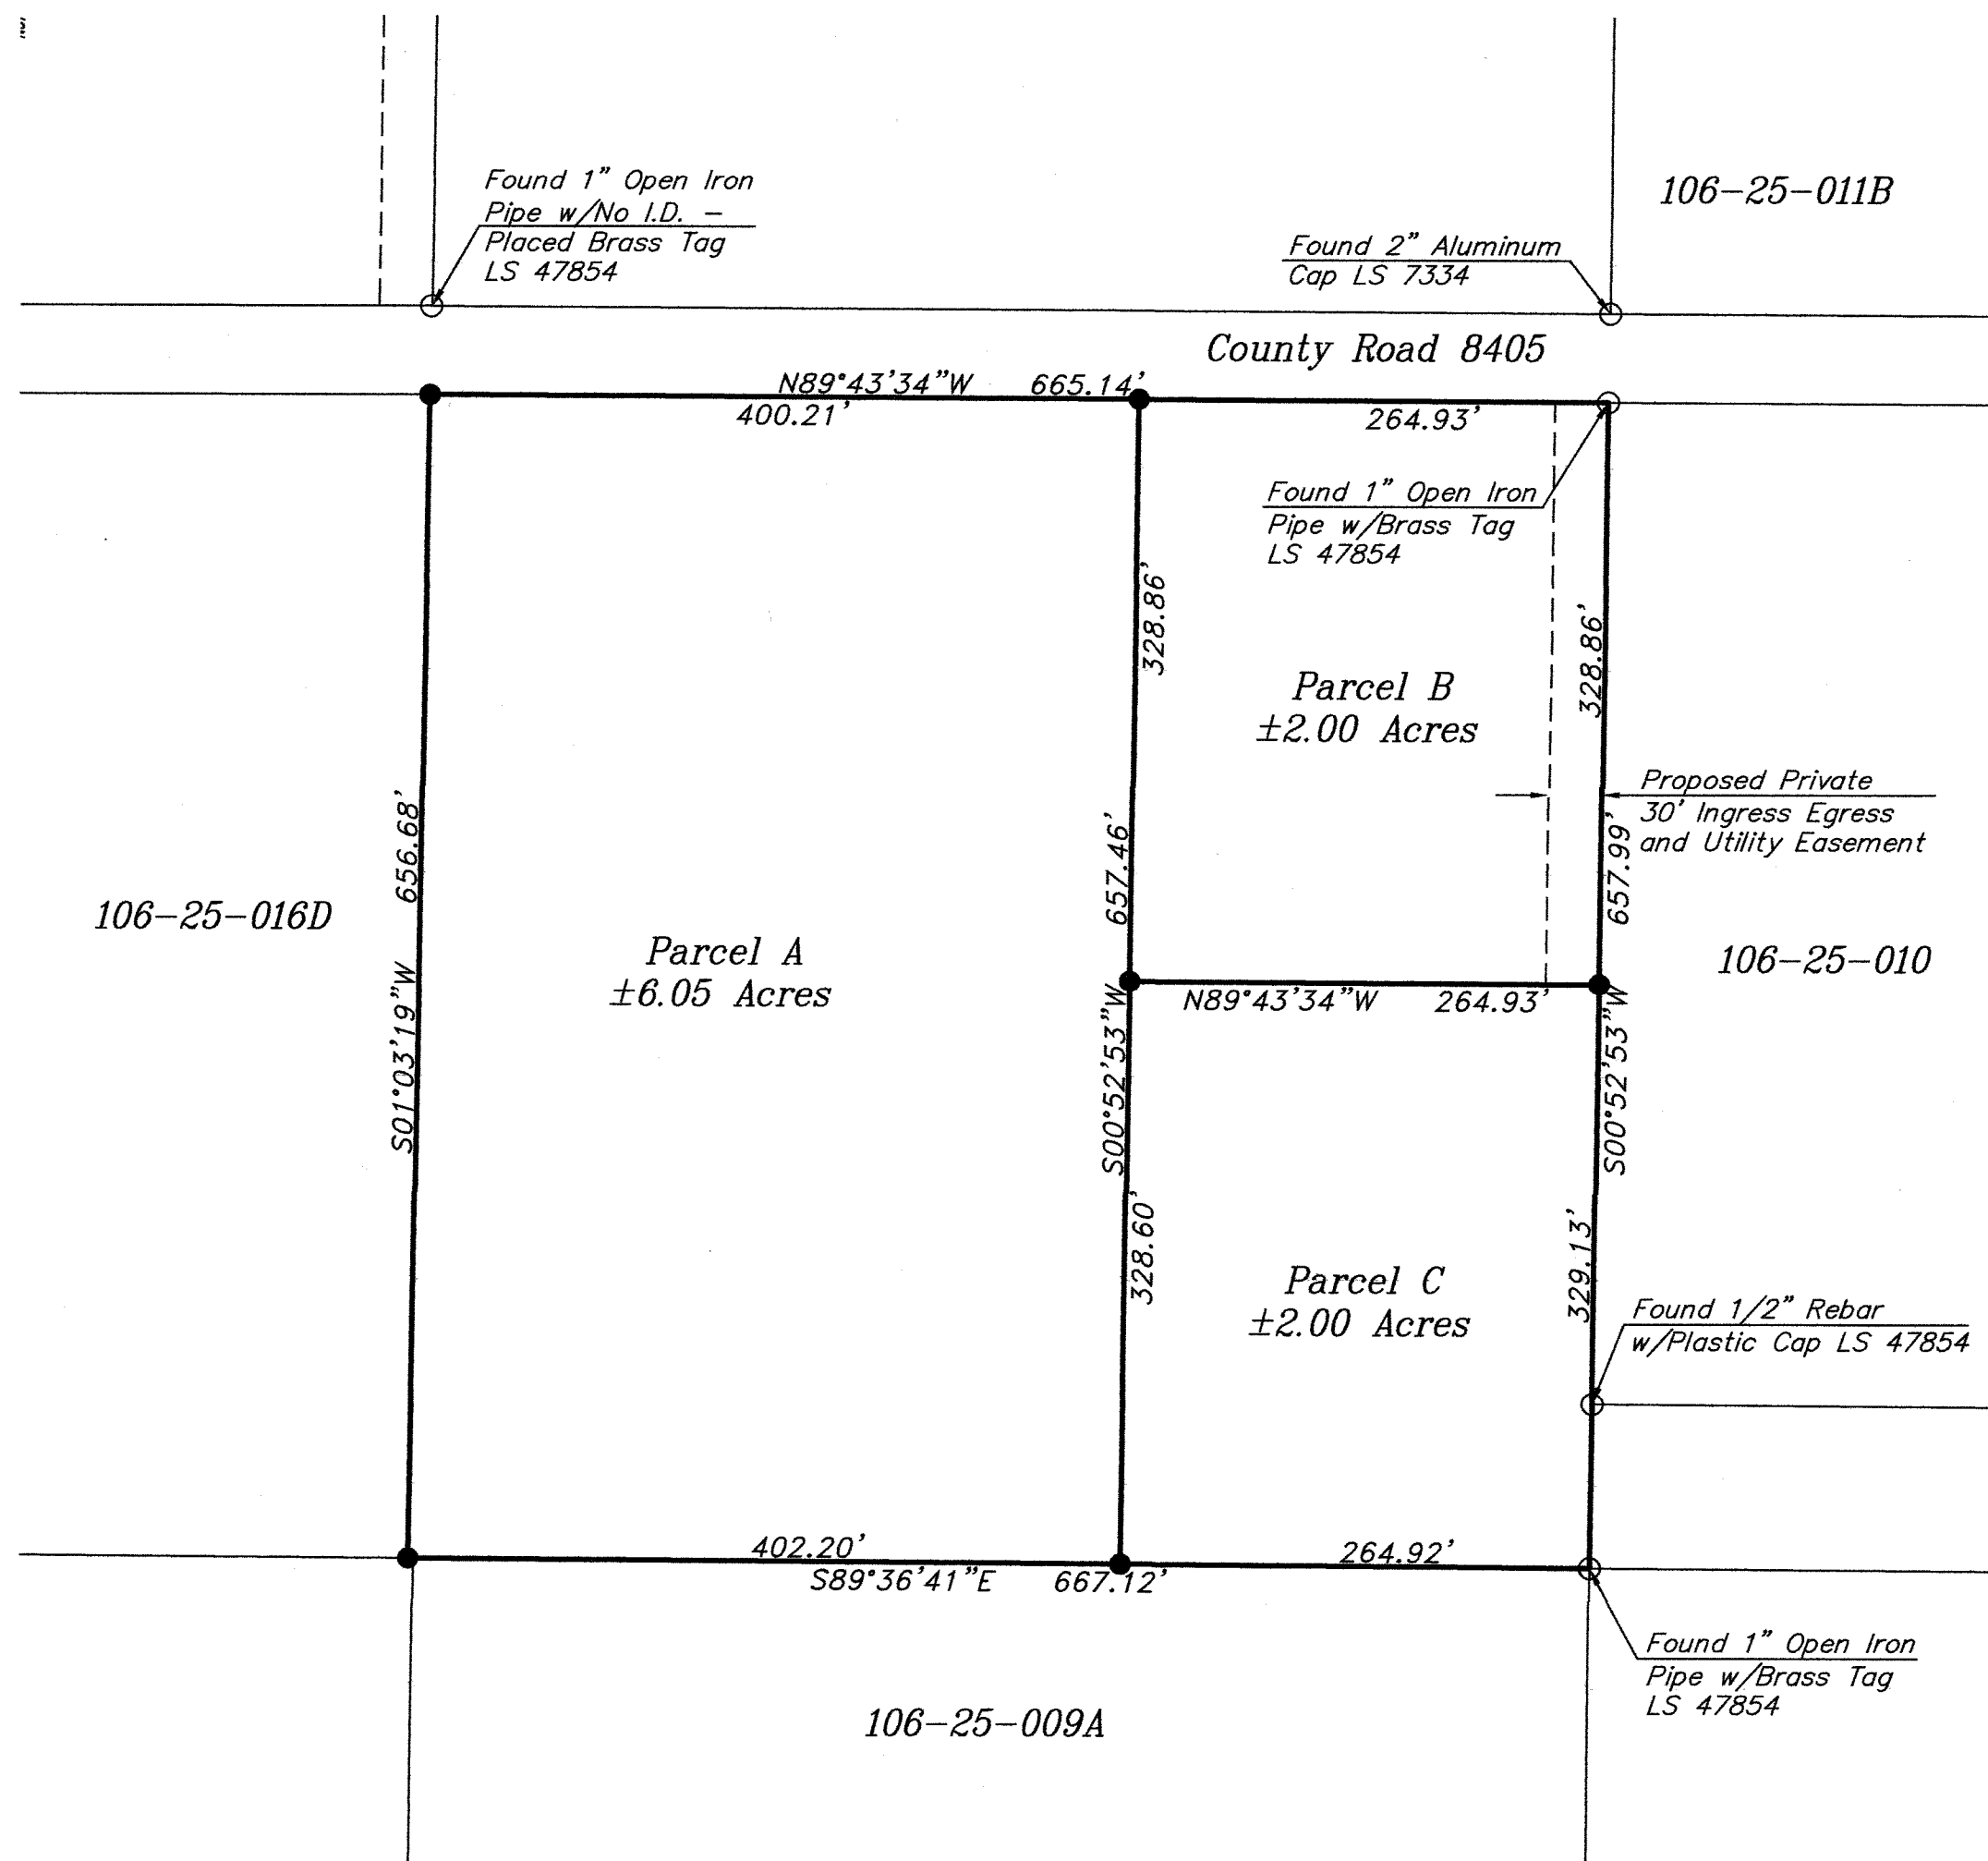 Found 1" Open Iron
Pipe w/No I.D. –
Placed Brass Tag
LS 47854
106–25–011B
Found 2" Aluminum
Cap LS 7334
County Road 8405
N89°43'34"W 665.14'
400.21'
264.93'
Found 1" Open Iron
Pipe w/Brass Tag
LS 47854
328.86'
328.86'
Parcel B
±2.00 Acres
Proposed Private
30' Ingress Egress
and Utility Easement
S01°03'19"W 656.68'
657.46'
657.99'
106–25–016D
Parcel A
±6.05 Acres
106–25–010
N89°43'34"W 264.93'
S00°52'53"W
S00°52'53"W
328.60'
329.13'
Parcel C
±2.00 Acres
Found 1/2" Rebar
w/Plastic Cap LS 47854
402.20'
264.92'
S89°36'41"E 667.12'
Found 1" Open Iron
Pipe w/Brass Tag
LS 47854
106–25–009A